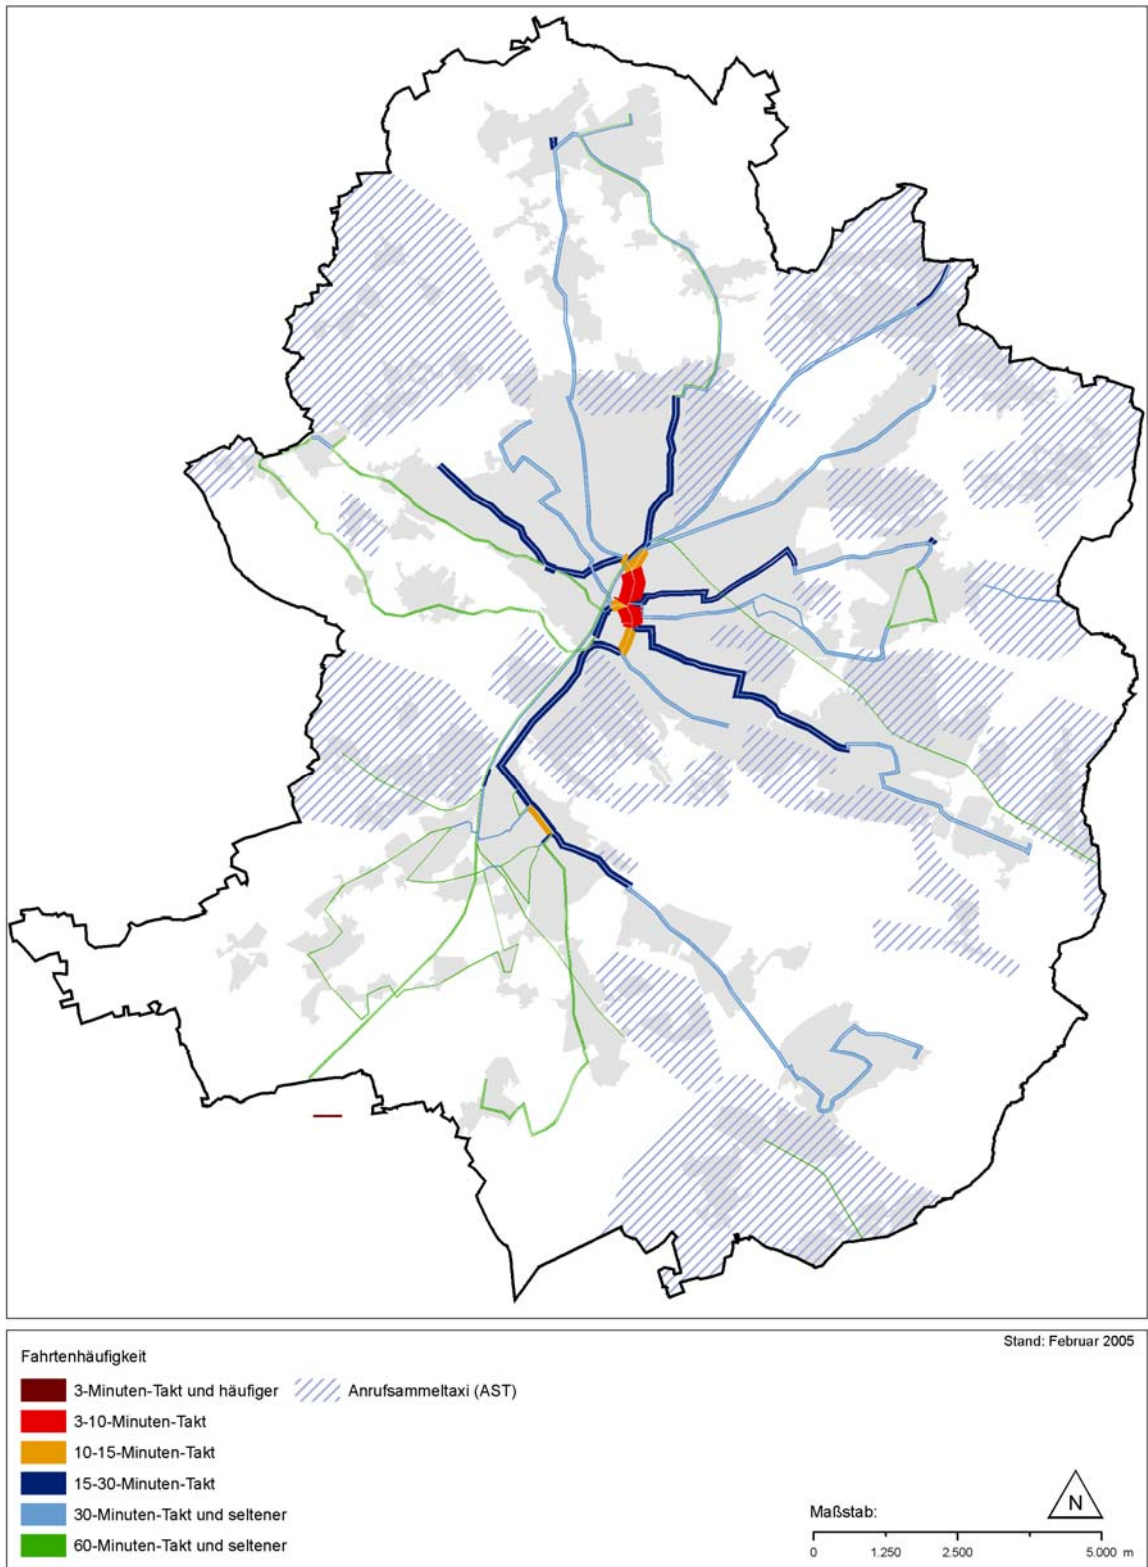 Stand: Februar 2005
Fahrtenhäufigkeit
3-Minuten-Takt und häufiger
Anrufsammeltaxi (AST)
3-10-Minuten-Takt
10-15-Minuten-Takt
15-30-Minuten-Takt
30-Minuten-Takt und seltener
60-Minuten-Takt und seltener
Maßstab:
N
0 1.250 2.500 5.000 m